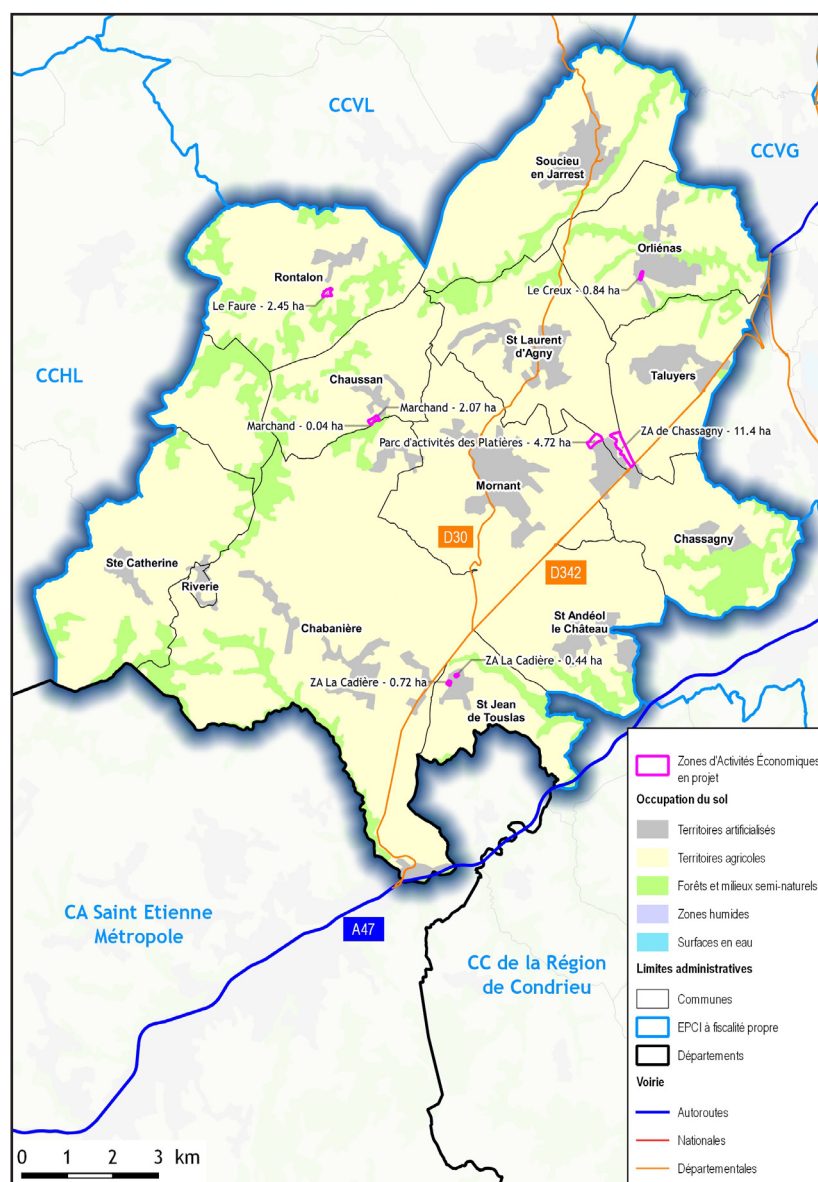 CCVL
CCVG
Soucieu
en Jarrest
Orliénas
Rontalon
Le Creux - 0.84 ha
Le Faure - 2.45 ha
St Laurent
d'Agny
CCHL
Taluyers
Chaussan
Marchand - 2.07 ha
Marchand - 0.04 ha
ZA de Chassagny - 11.4 ha
Parc d'activités des Platières - 4.72 ha
Mornant
D30
Chassagny
Ste Catherine
D342
Riverie
St Andéol
le Château
Chabanière
ZA La Cadière - 0.44 ha
ZA La Cadière - 0.72 ha
St Jean
de Touslas
CA Saint Etienne
Métropole
A47
CC de la Région
de Condrieu
Zones d'Activités Économiques
en projet
Occupation du sol
Territoires artificialisés
Territoires agricoles
Forêts et milieux semi-naturels
Zones humides
Surfaces en eau
Limites administratives
Communes
EPCI à fiscalité propre
Départements
Voirie
Autoroutes
Nationales
Départementales
0 1 2 3 km